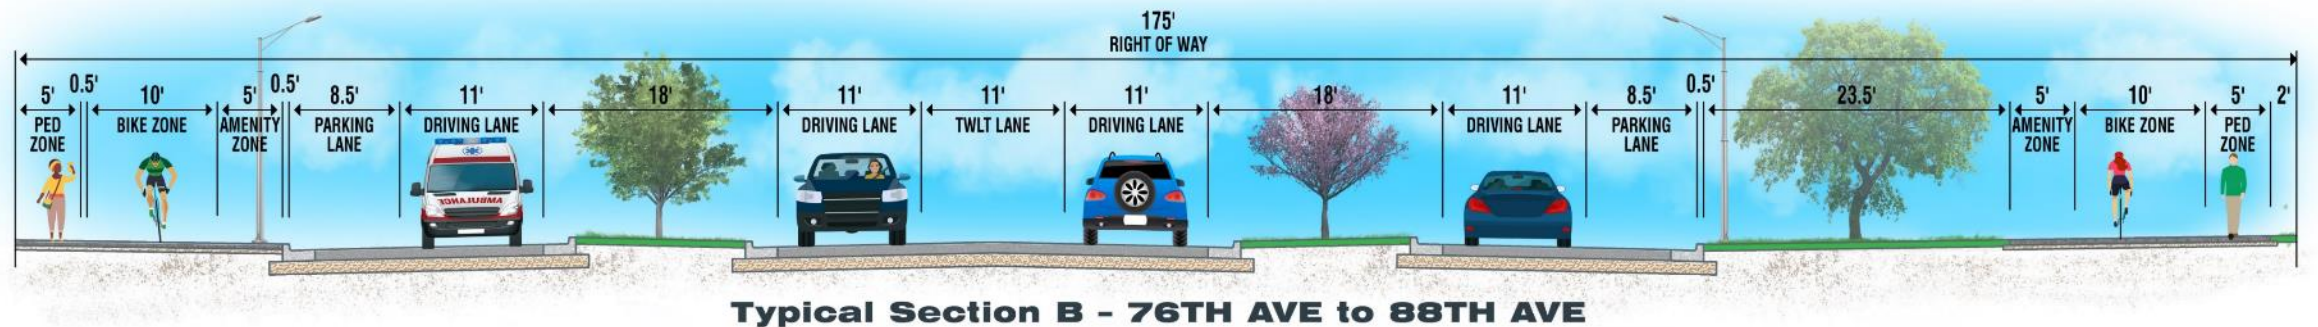 175'
RIGHT OF WAY
5'
PED
ZONE
0.5'
10'
BIKE ZONE
5'
AMENITY
ZONE
0.5'
8.5'
PARKING
LANE
11'
DRIVING LANE
AMBULANCE
18'
11'
DRIVING LANE
11'
TWLT LANE
11'
DRIVING LANE
18'
11'
DRIVING LANE
8.5'
PARKING
LANE
0.5'
23.5'
5'
AMENITY
ZONE
10'
BIKE ZONE
5'
PED
ZONE
2'
Typical Section B - 76TH AVE to 88TH AVE